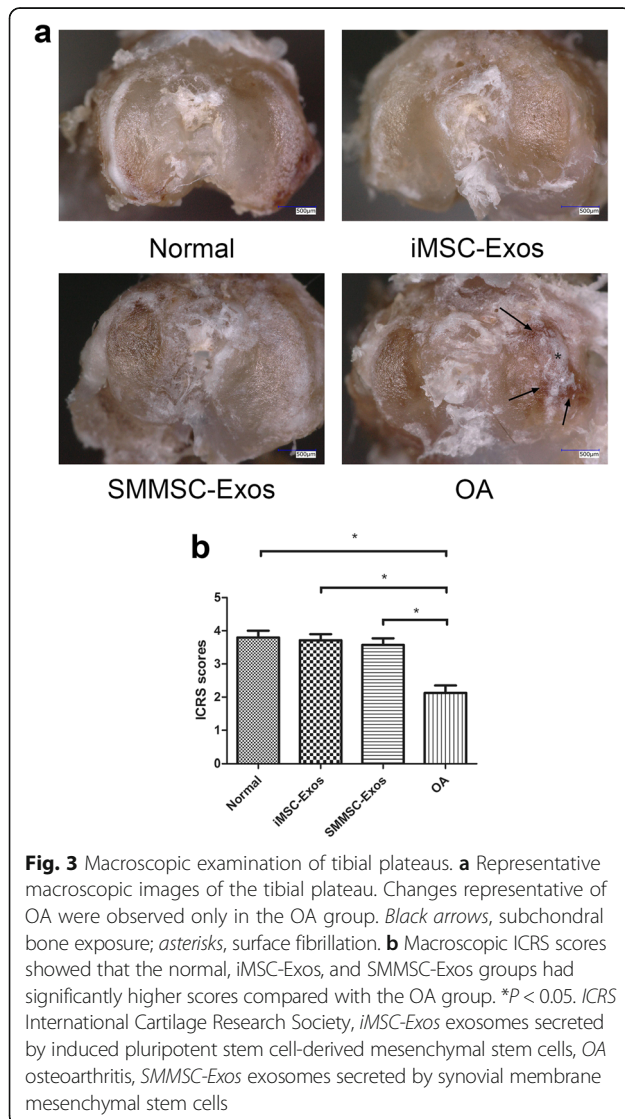 a
500µm
500µm
Normal
iMSC-Exos
500µm
500µm
*
SMMSC-Exos
OA
b
*
*
*
5
4
3
2
1
0
ICRS scores
Normal
iMSC-Exos
SMMSC-Exos
OA
Fig. 3 Macroscopic examination of tibial plateaus. a Representative
macroscopic images of the tibial plateau. Changes representative of
OA were observed only in the OA group. Black arrows, subchondral
bone exposure; asterisks, surface fibrillation. b Macroscopic ICRS scores
showed that the normal, iMSC-Exos, and SMMSC-Exos groups had
significantly higher scores compared with the OA group. *P < 0.05. ICRS
International Cartilage Research Society, iMSC-Exos exosomes secreted
by induced pluripotent stem cell-derived mesenchymal stem cells, OA
osteoarthritis, SMMSC-Exos exosomes secreted by synovial membrane
mesenchymal stem cells